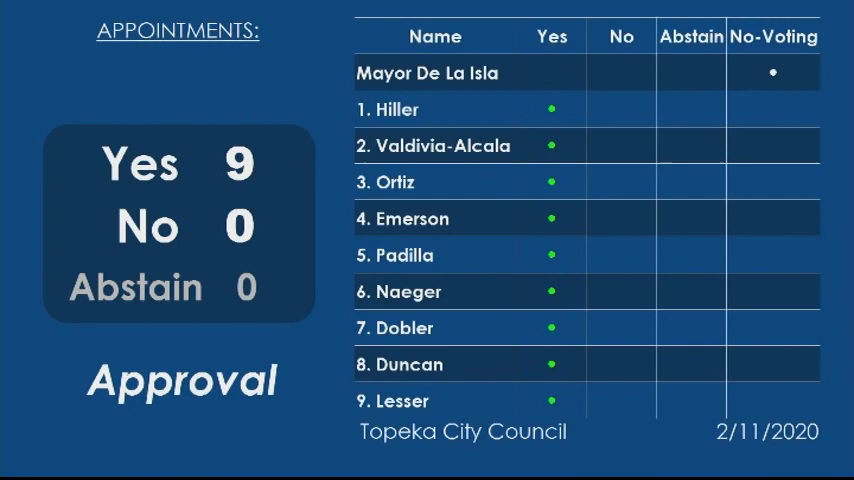 APPOINTMENTS:
Yes 9
No 0
Abstain 0
Approval
Name Yes No Abstain No-Voting
Mayor De La Isla
1. Hiller
2. Valdivia-Alcala
3. Ortiz
4. Emerson
5. Padilla
6. Naeger
7. Dobler
8. Duncan
9. Lesser
Topeka City Council 2/11/2020